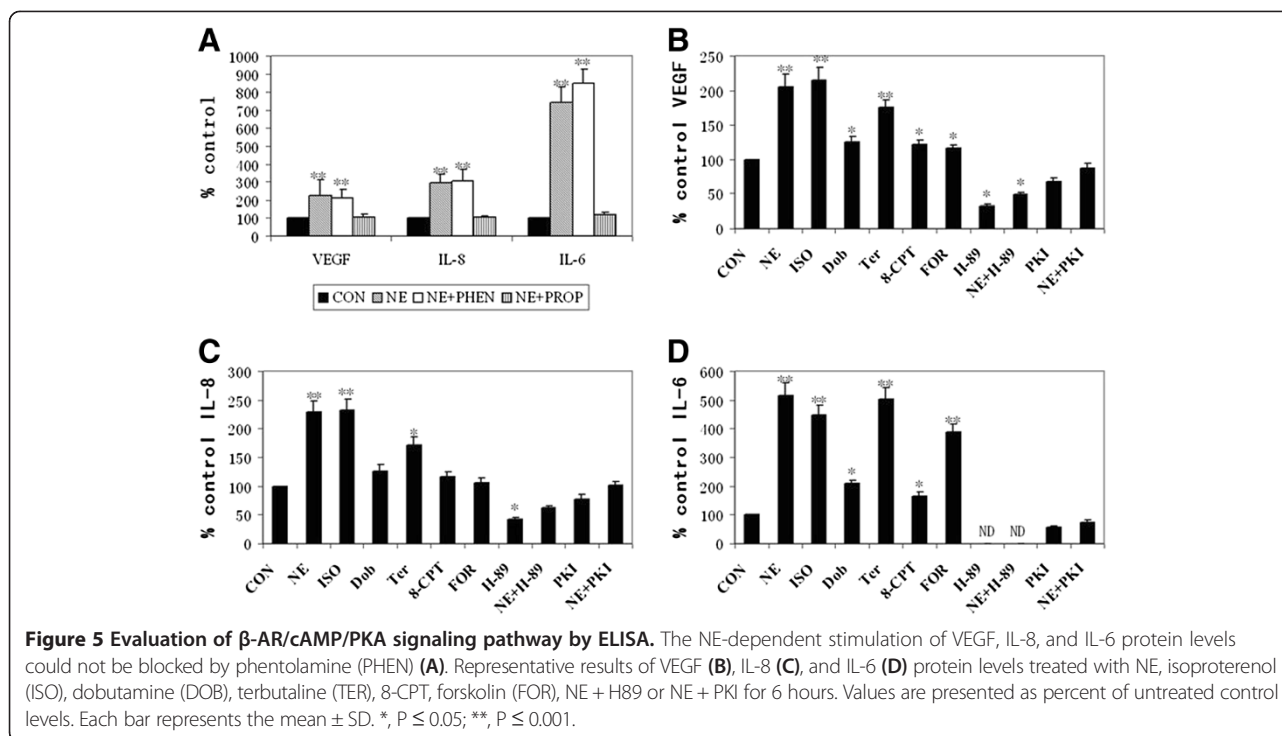 A
1000
900
800
700
600
500
400
300
200
100
0
% control
** ** ** ** ** **
VEGF IL-8 IL-6
CON NE NE+PHEN NE+PROP
B
250
200
150
100
50
0
% control VEGF
** ** * ** * * * *
CON NE ISO Dob Ter 8-CPT FOR H-89 NE+H-89 PKI NE+PKI
C
300
250
200
150
100
50
0
% control IL-8
** ** * *
CON NE ISO Dob Ter 8-CPT FOR H-89 NE+H-89 PKI NE+PKI
D
600
500
400
300
200
100
0
% control IL-6
** ** * ** * ** ND ND
CON NE ISO Dob Ter 8-CPT FOR H-89 NE+H-89 PKI NE+PKI
Figure 5 Evaluation of β-AR/cAMP/PKA signaling pathway by ELISA. The NE-dependent stimulation of VEGF, IL-8, and IL-6 protein levels
could not be blocked by phentolamine (PHEN) (A). Representative results of VEGF (B), IL-8 (C), and IL-6 (D) protein levels treated with NE, isoproterenol
(ISO), dobutamine (DOB), terbutaline (TER), 8-CPT, forskolin (FOR), NE + H89 or NE + PKI for 6 hours. Values are presented as percent of untreated control
levels. Each bar represents the mean ± SD. *, P ≤ 0.05; **, P ≤ 0.001.